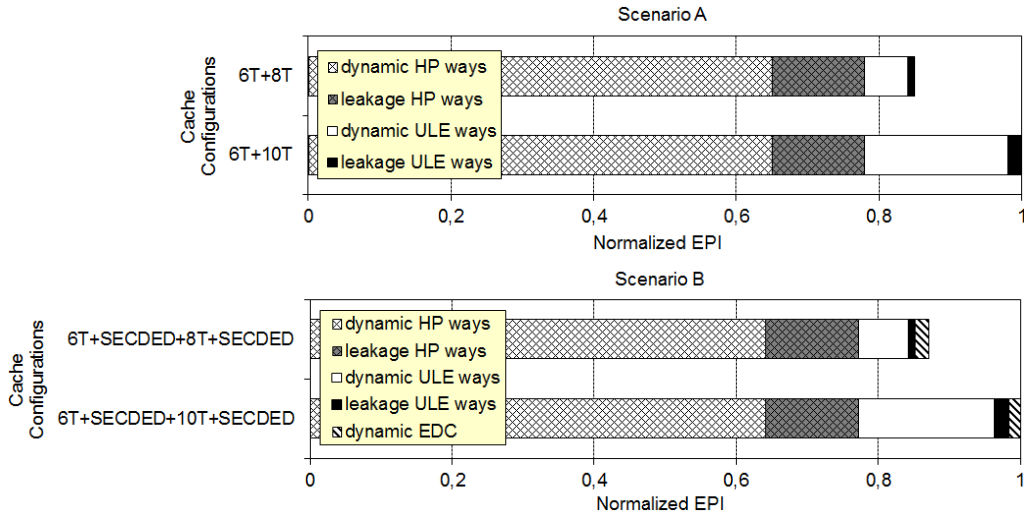 Scenario A
Cache
Configurations
6T+8T
6T+10T
dynamic HP ways
leakage HP ways
dynamic ULE ways
leakage ULE ways
0 0,2 0,4 0,6 0,8 1
Normalized EPI
Scenario B
Cache
Configurations
6T+SECDED+8T+SECDED
6T+SECDED+10T+SECDED
dynamic HP ways
leakage HP ways
dynamic ULE ways
leakage ULE ways
dynamic EDC
0 0,2 0,4 0,6 0,8 1
Normalized EPI